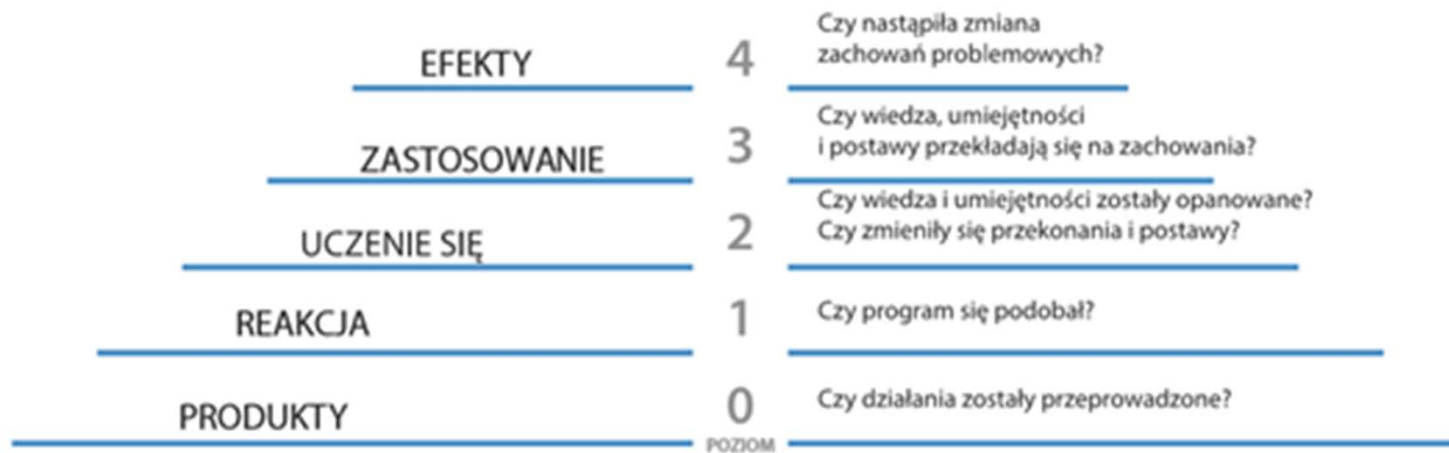 EFEKTY
4
Czy nastąpiła zmiana
zachowań problemowych?
ZASTOSOWANIE
3
Czy wiedza, umiejętności
i postawy przekładają się na zachowania?
UCZENIE SIĘ
2
Czy wiedza i umiejętności zostały opanowane?
Czy zmieniły się przekonania i postawy?
REAKCJA
1
Czy program się podobał?
PRODUKTY
0
POZIOM
Czy działania zostały przeprowadzone?